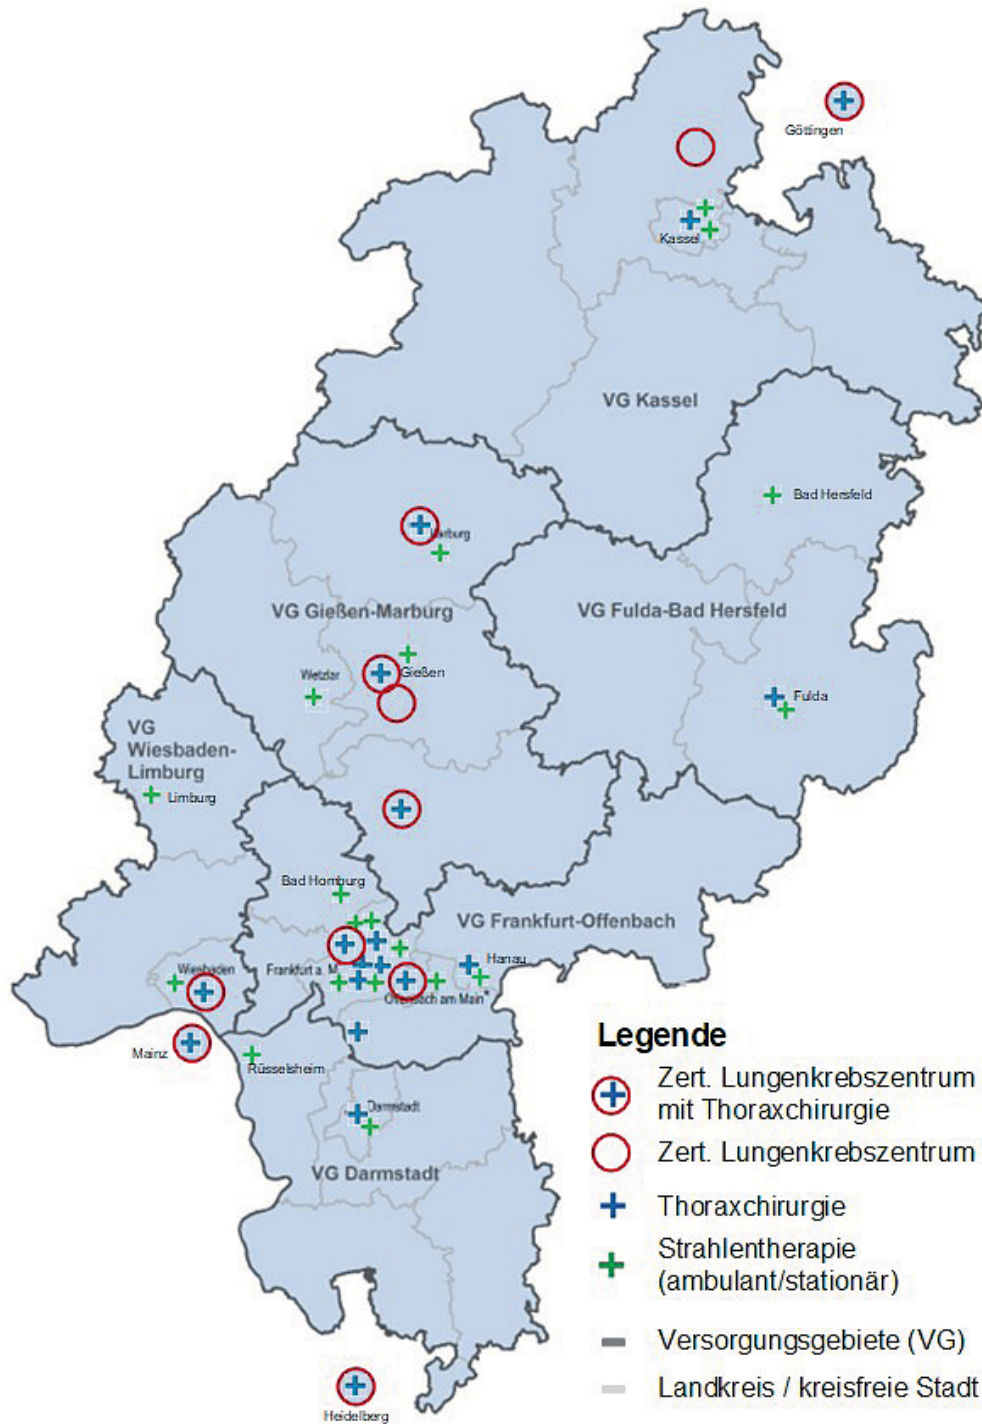 Göttingen
Kassel
VG Kassel
Bad Hersfeld
Marburg
VG Gießen-Marburg
VG Fulda-Bad Hersfeld
Wetzlar
Gießen
Fulda
VG
Wiesbaden-
Limburg
Limburg
Bad Homburg
VG Frankfurt-Offenbach
Wiesbaden
Frankfurt a. M
Hanau
Offenbach am Main*
Mainz
Rüsselsheim
Darmstadt
VG Darmstadt
Heidelberg
Legende
Zert. Lungenkrebszentrum
mit Thoraxchirurgie
Zert. Lungenkrebszentrum
Thoraxchirurgie
Strahlentherapie
(ambulant/stationär)
Versorgungsgebiete (VG)
Landkreis / kreisfreie Stadt